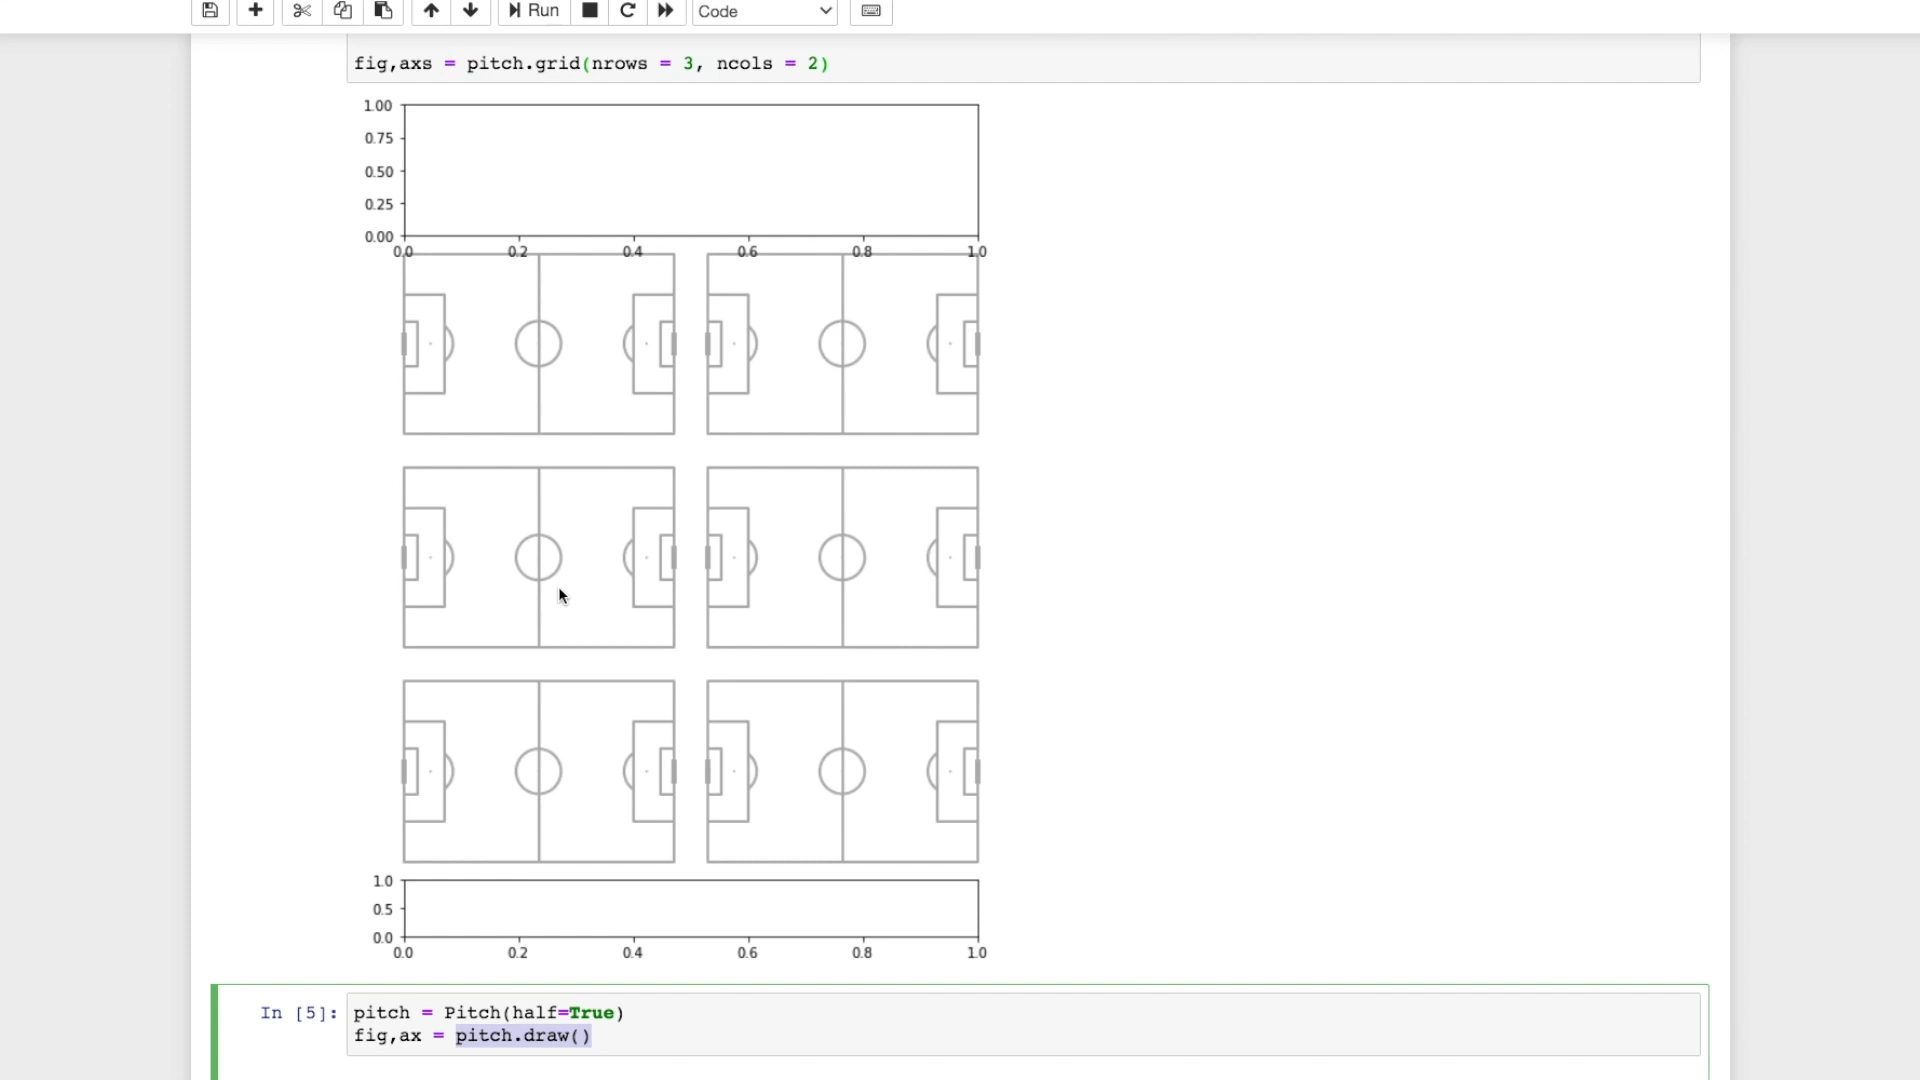 Run
Code
fig,axs = pitch.grid(nrows = 3, ncols = 2)
1.00
0.75
0.50
0.25
0.00
0.0 0.2 0.4 0.6 0.8 1.0
1.0
0.5
0.0
0.0 0.2 0.4 0.6 0.8 1.0
In [5]: pitch = Pitch(half=True)
fig,ax = pitch.draw()